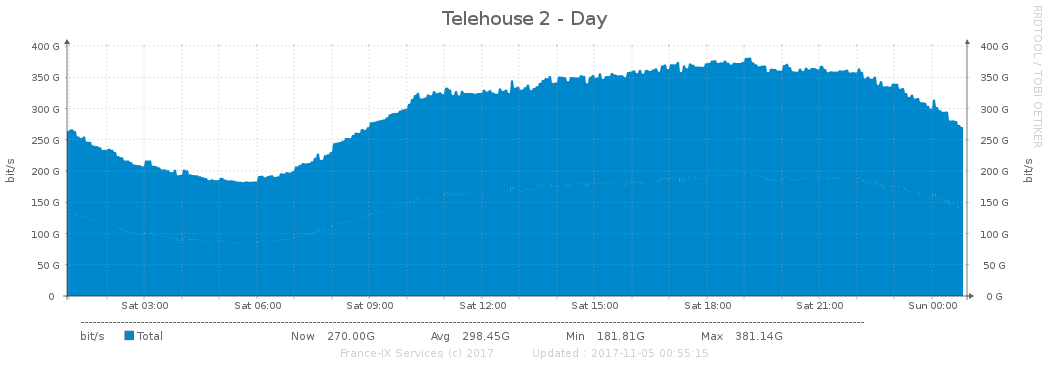 Telehouse 2 - Day
RRDTOOL / TOBI OETIKER
400 G 400 G
350 G 350 G
300 G 300 G
250 G 250 G
200 G 200 G
150 G 150 G
100 G 100 G
50 G 50 G
0 0 G
bit/s
bit/s
Sat 03:00 Sat 06:00 Sat 09:00 Sat 12:00 Sat 15:00 Sat 18:00 Sat 21:00 Sun 00:00
bit/s Total Now 270.00G Avg 298.45G Min 181.81G Max 381.14G
France-IX Services (c) 2017 Updated : 2017-11-05 00:55:15